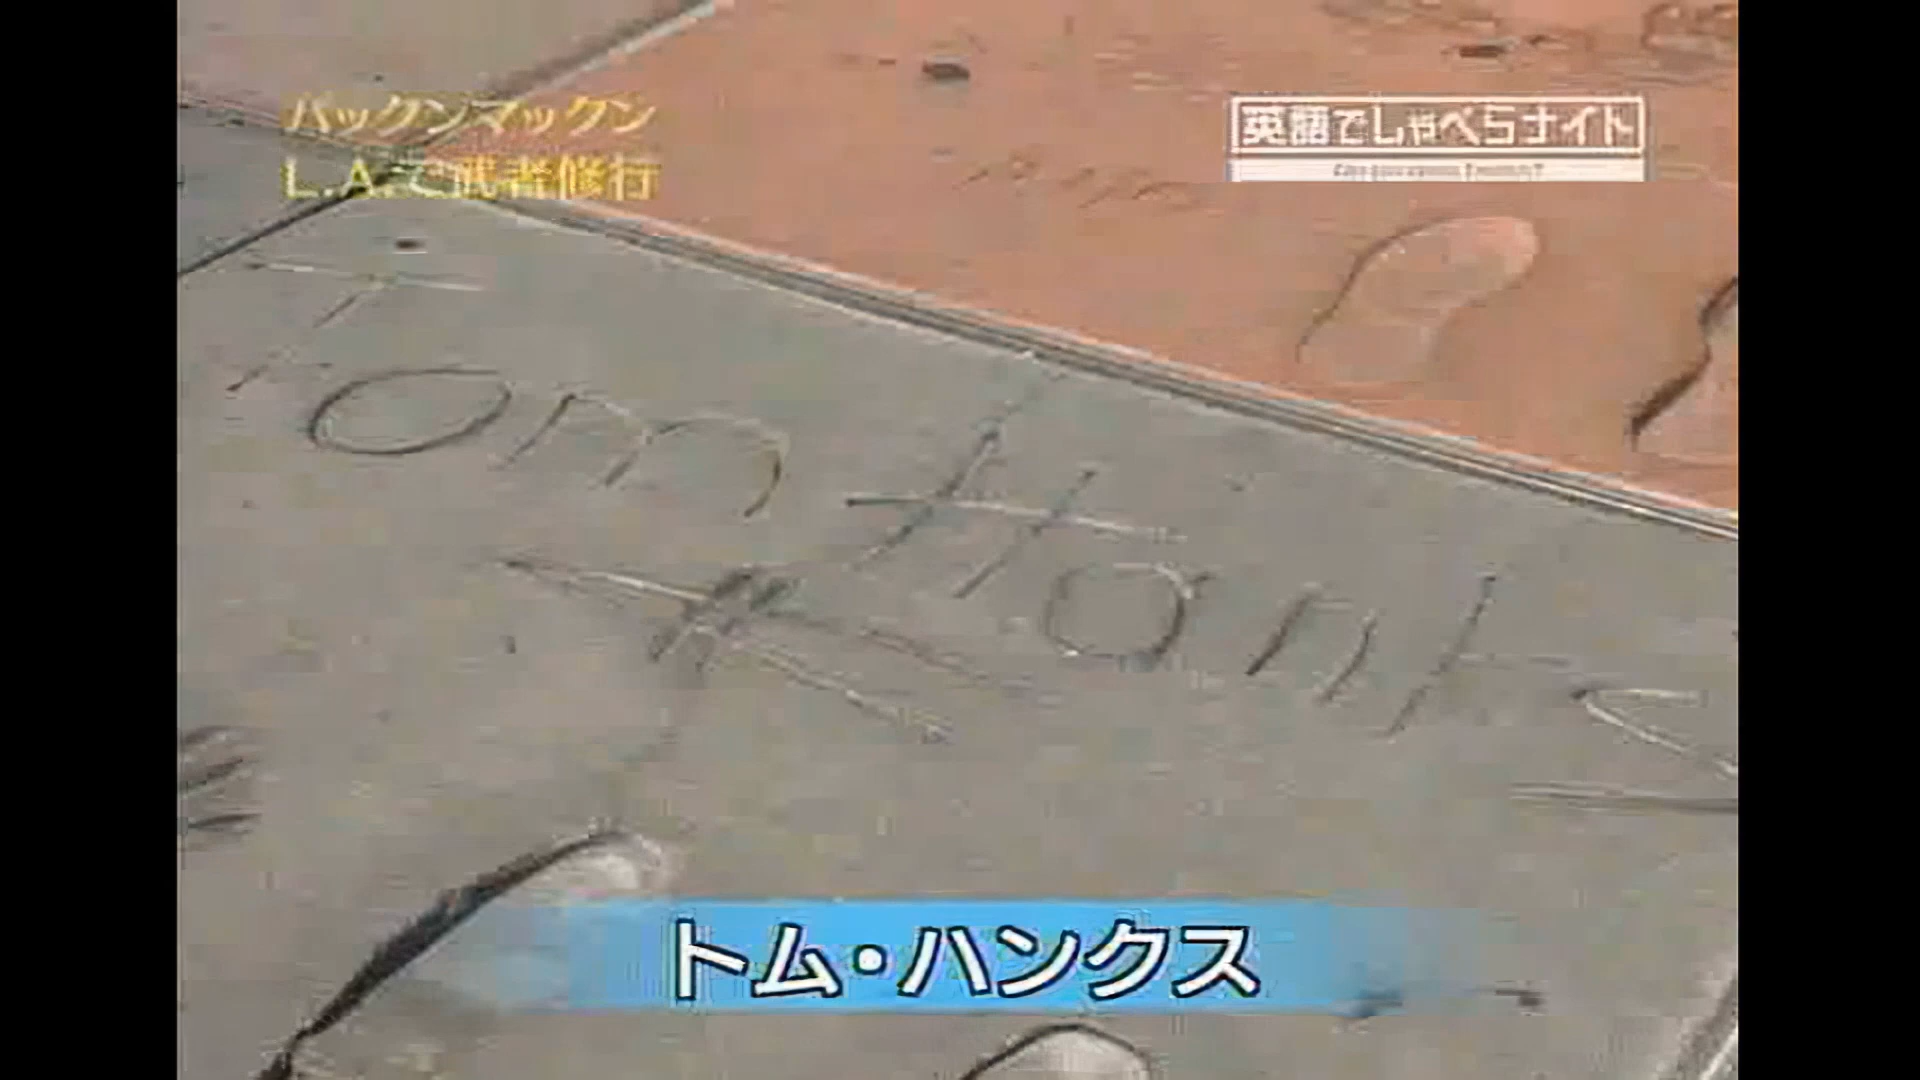 パックンマックン
L.A.で武者修行
英語でしゃべらナイト
Tom Hanks
トム・ハンクス